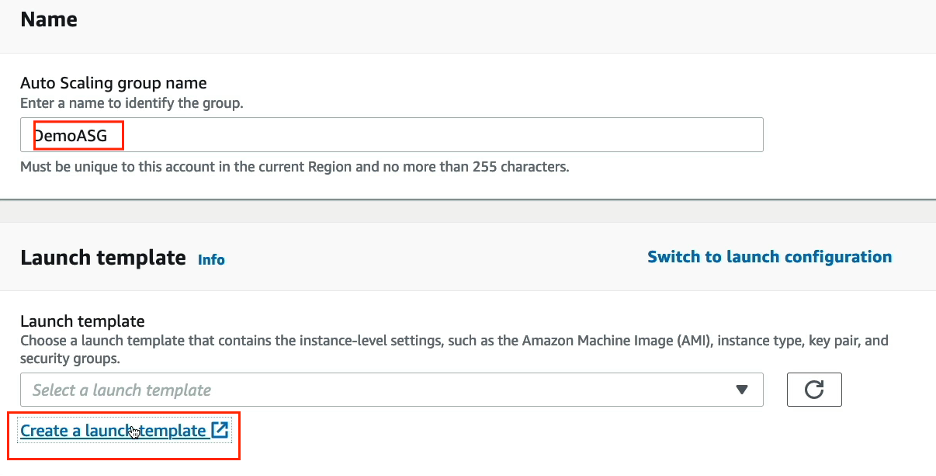 Name
Auto Scaling group name
Enter a name to identify the group.
DemoASG
Must be unique to this account in the current Region and no more than 255 characters.
Launch template Info
Switch to launch configuration
Launch template
Choose a launch template that contains the instance-level settings, such as the Amazon Machine Image (AMI), instance type, key pair, and
security groups.
Select a launch template
Create a launch template